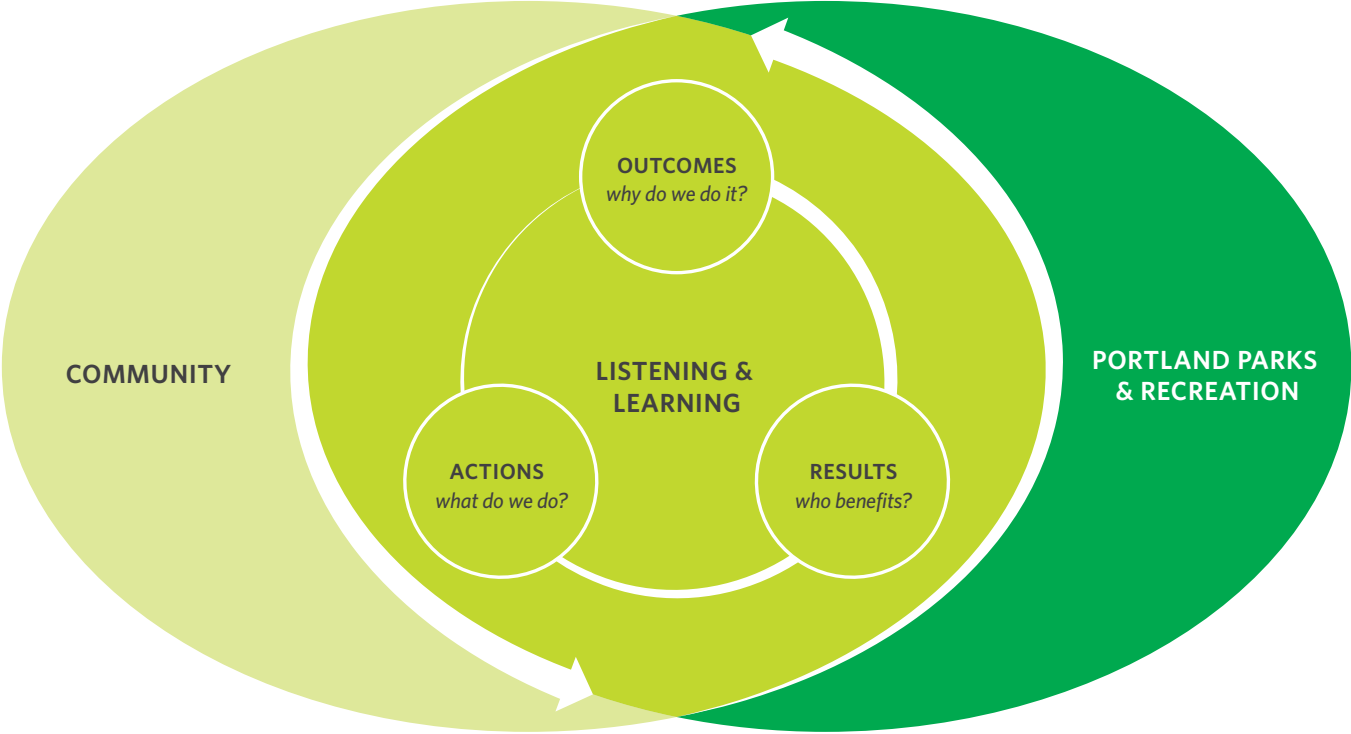 OUTCOMES
why do we do it?
COMMUNITY
LISTENING &
LEARNING
PORTLAND PARKS
& RECREATION
ACTIONS
what do we do?
RESULTS
who benefits?